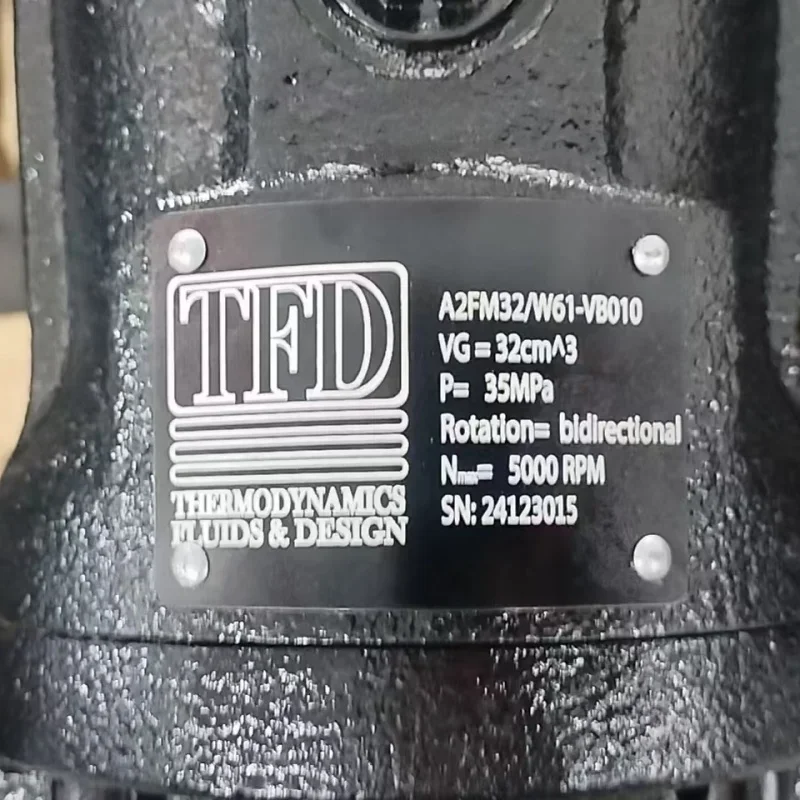 TFD
THERMODYNAMICS
FLUIDS & DESIGN
A2FM32/W61-VB010
VG = 32cm^3
P= 35MPa
Rotation= bidirectional
Nmax= 5000 RPM
SN: 24123015